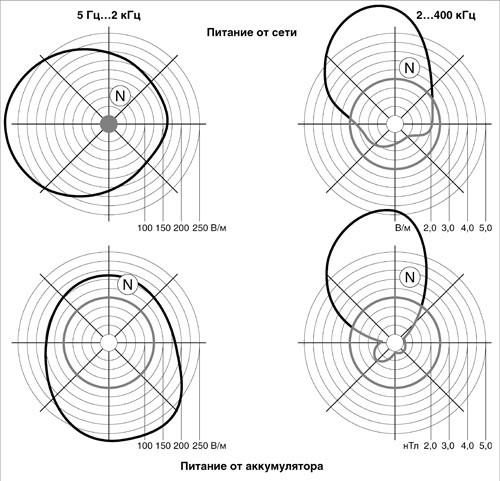 5 Гц...2 кГц
2...400 кГц
Питание от сети
N
N
100 150 200 250 В/м
В/м 2,0 3,0 4,0 5,0
N
N
100 150 200 250 В/м
нТл 2,0 3,0 4,0 5,0
Питание от аккумулятора